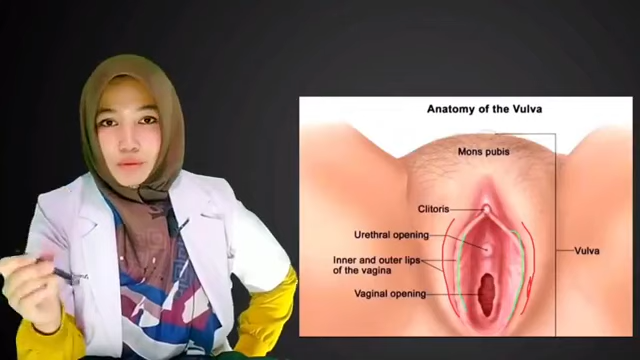 Anatomy of the Vulva
Mons pubis
Clitoris
Urethral opening
Inner and outer lips
of the vagina
Vulva
Vaginal opening